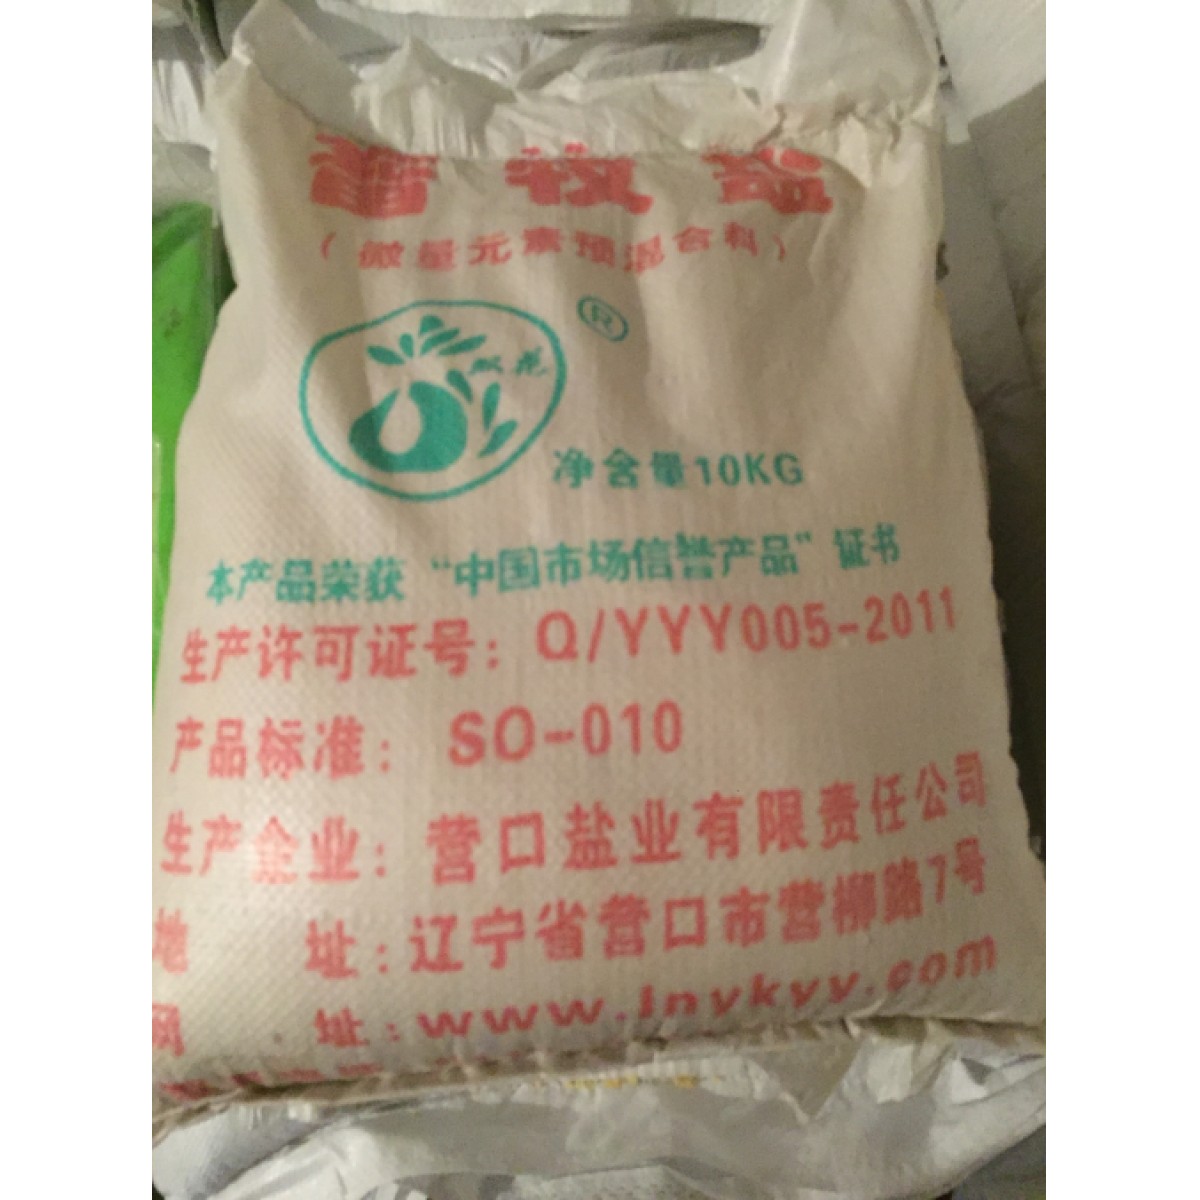 畜牧盐
（微量元素预混合料）
双花
®
净含量10KG
本产品荣获“中国市场信誉产品”证书
生产许可证号：Q/YYY005-2011
产品标准：SO-010
生产企业：营口盐业有限责任公司
地 址：辽宁省营口市营柳路7号
网 址：www.lnykyy.com